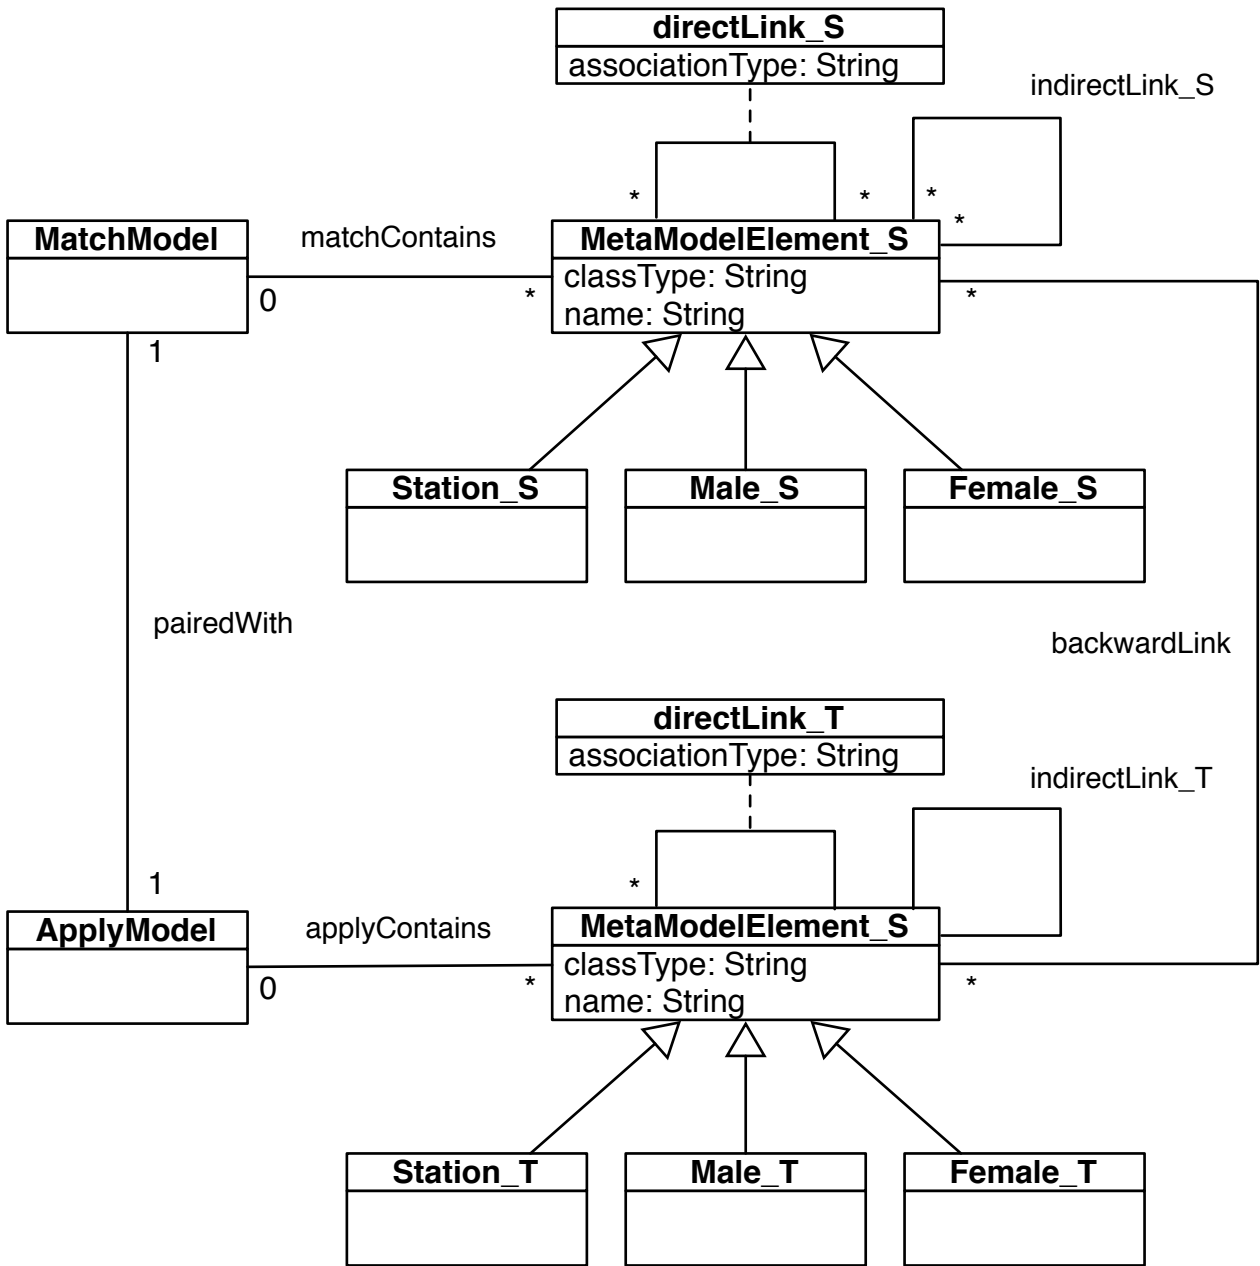 directLink_S
associationType: String
indirectLink_S
* * *
*
MatchModel
matchContains
MetaModelElement_S
classType: String
name: String
0
*
*
1
Station_S
Male_S
Female_S
pairedWith
backwardLink
directLink_T
associationType: String
indirectLink_T
*
1
ApplyModel
applyContains
MetaModelElement_S
classType: String
name: String
0
*
*
Station_T
Male_T
Female_T